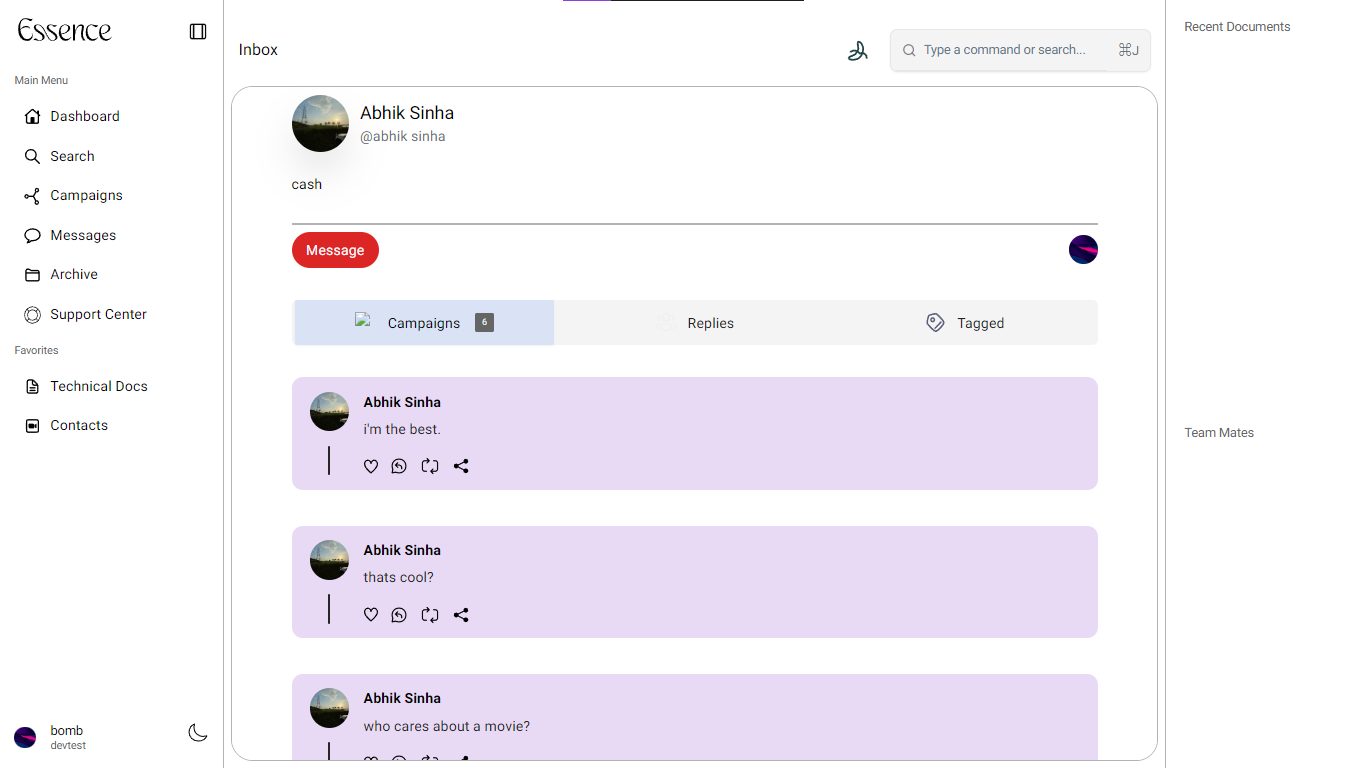 Essence
Main Menu
Dashboard
Search
Campaigns
Messages
Archive
Support Center
Favorites
Technical Docs
Contacts
bomb
devtest
Inbox
Type a command or search...
⌘J
Abhik Sinha
@abhik sinha
cash
Message
Campaigns 6
Replies
Tagged
Abhik Sinha
i'm the best.
Abhik Sinha
thats cool?
Abhik Sinha
who cares about a movie?
Recent Documents
Team Mates